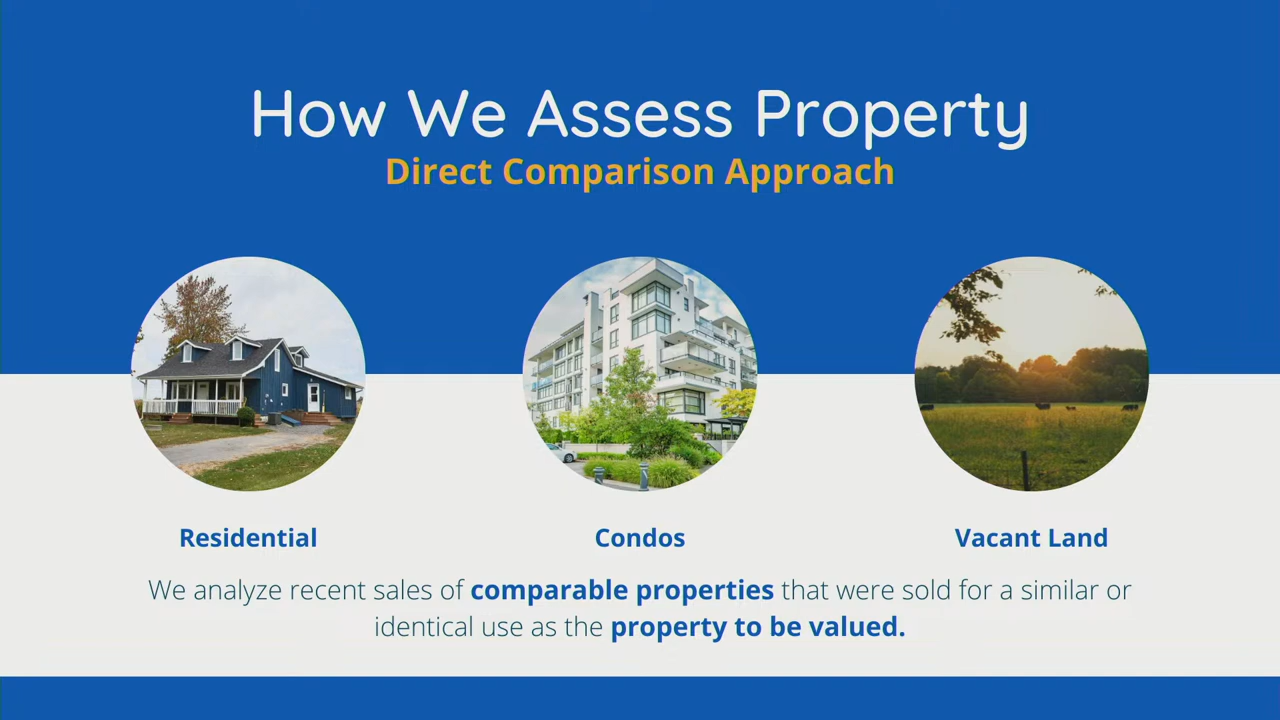 How We Assess Property
Direct Comparison Approach
Residential
Condos
Vacant Land
We analyze recent sales of comparable properties that were sold for a similar or
identical use as the property to be valued.